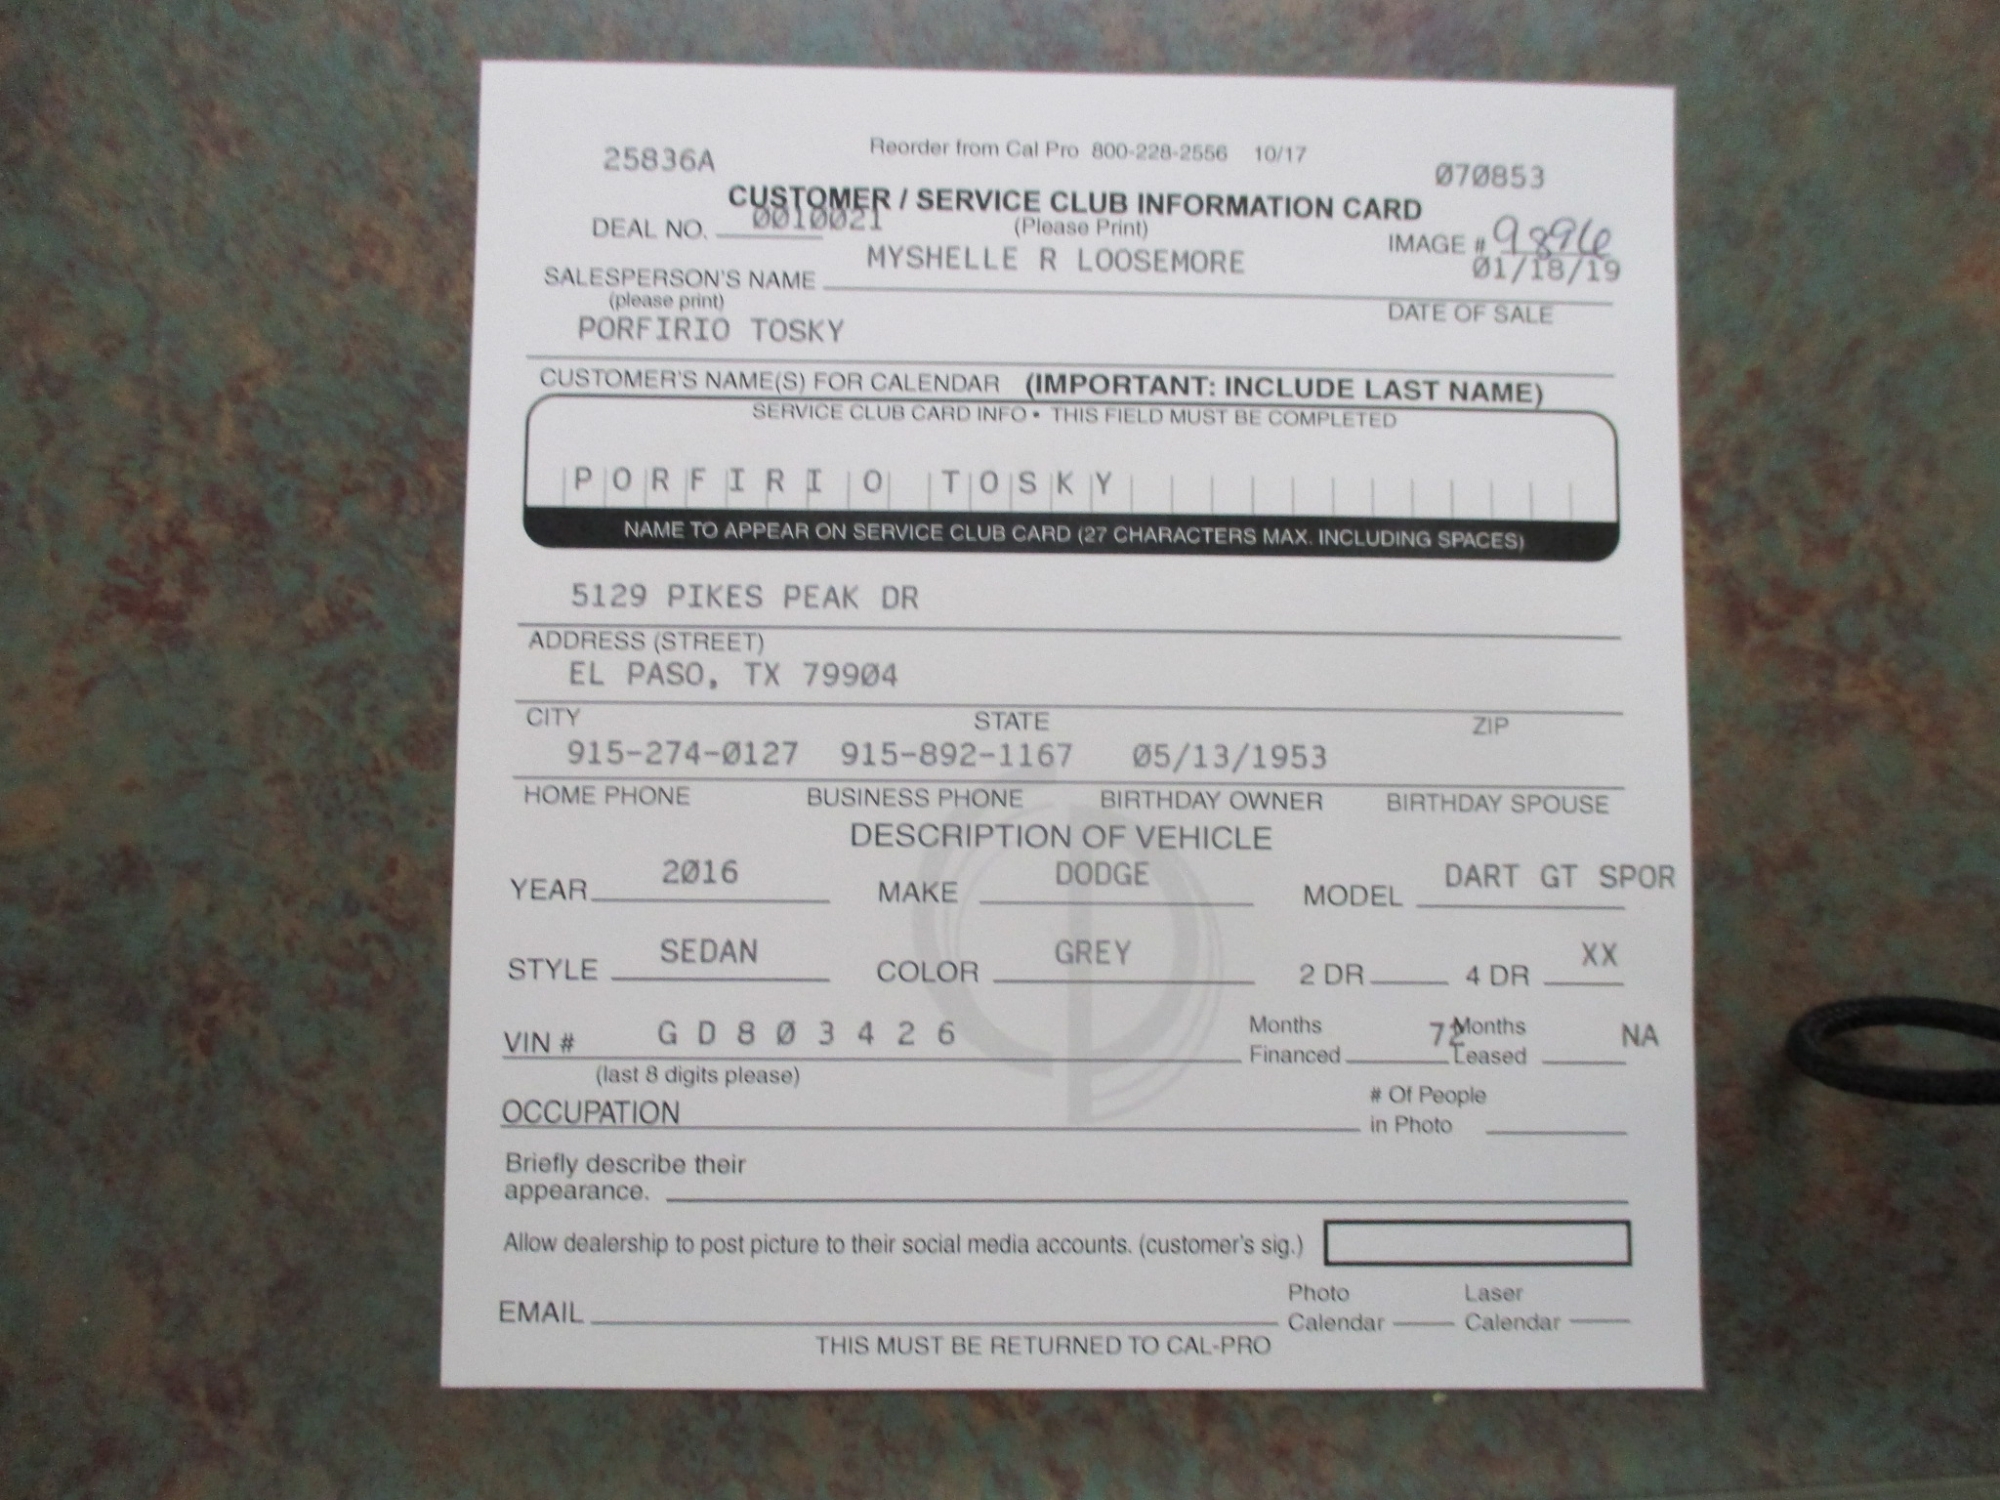 25836A Reorder from Cal Pro 800-228-2556 10/17 070853
CUSTOMER / SERVICE CLUB INFORMATION CARD
DEAL NO. 0010021 (Please Print) IMAGE # 9896
SALESPERSON'S NAME MYSHELLE R LOOSEMORE 01/18/19
(please print) DATE OF SALE
PORFIRIO TOSKY
CUSTOMER'S NAME(S) FOR CALENDAR (IMPORTANT: INCLUDE LAST NAME)
SERVICE CLUB CARD INFO • THIS FIELD MUST BE COMPLETED
PORFIRIO TOSKY
NAME TO APPEAR ON SERVICE CLUB CARD (27 CHARACTERS MAX. INCLUDING SPACES)
5129 PIKES PEAK DR
ADDRESS (STREET)
EL PASO, TX 79904
CITY STATE ZIP
915-274-0127 915-892-1167 05/13/1953
HOME PHONE BUSINESS PHONE BIRTHDAY OWNER BIRTHDAY SPOUSE
DESCRIPTION OF VEHICLE
YEAR 2016 MAKE DODGE MODEL DART GT SPOR
STYLE SEDAN COLOR GREY 2 DR 4 DR XX
VIN # G D 8 0 3 4 2 6 Months Financed 72 Months Leased NA
(last 8 digits please)
OCCUPATION # Of People in Photo
Briefly describe their
appearance.
Allow dealership to post picture to their social media accounts. (customer's sig.)
EMAIL Photo Calendar Laser Calendar
THIS MUST BE RETURNED TO CAL-PRO